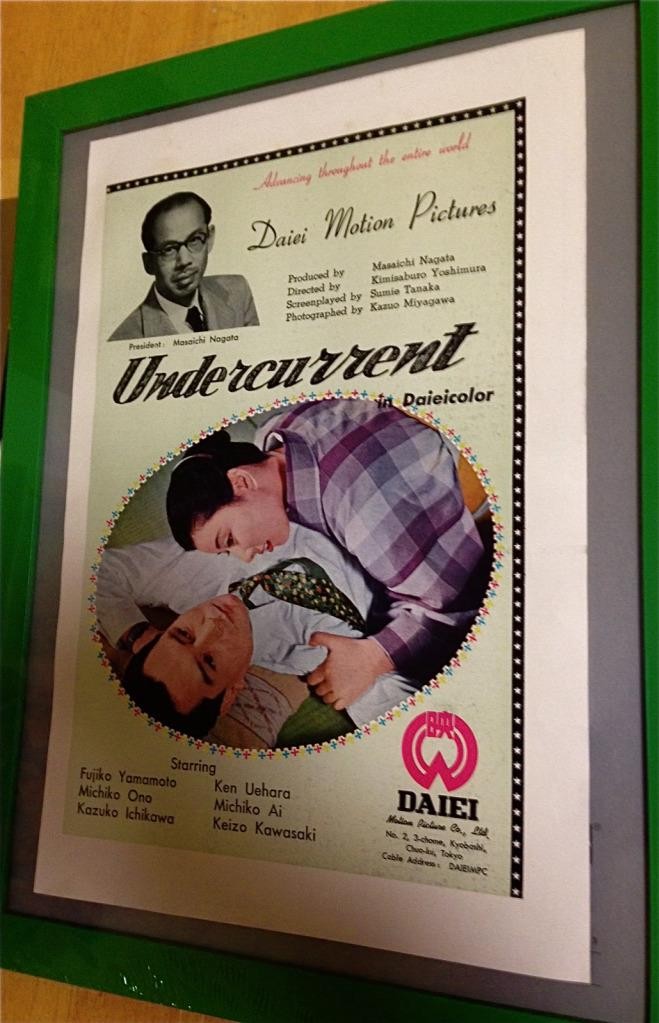 Advancing throughout the entire world
Daiei Motion Pictures
Produced by Masaichi Nagata
Directed by Kimisaburo Yoshimura
Screenplayed by Sumie Tanaka
Photographed by Kazuo Miyagawa
President: Masaichi Nagata
Undercurrent
in Daieicolor
Starring
Fujiko Yamamoto Ken Uehara
Michiko Ono Michiko Ai
Kazuko Ichikawa Keizo Kawasaki
DAIEI
Motion Picture Co., Ltd.
No. 2, 3-chome, Kyobashi,
Chuo-ku, Tokyo
Cable Address: DAIEIMPC